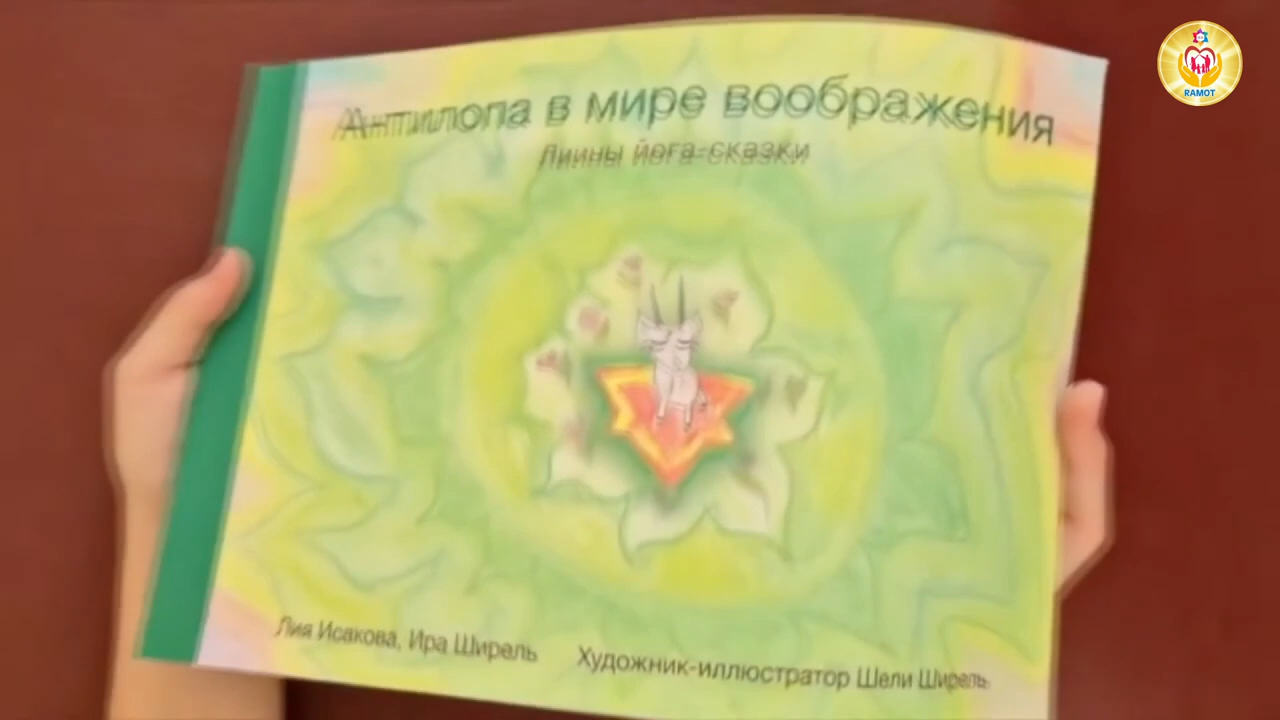 Антилопа в мире воображения
Лиины йога-сказки
Лия Исакова, Ира Ширель
Художник-иллюстратор Шели Ширель
RAMOT